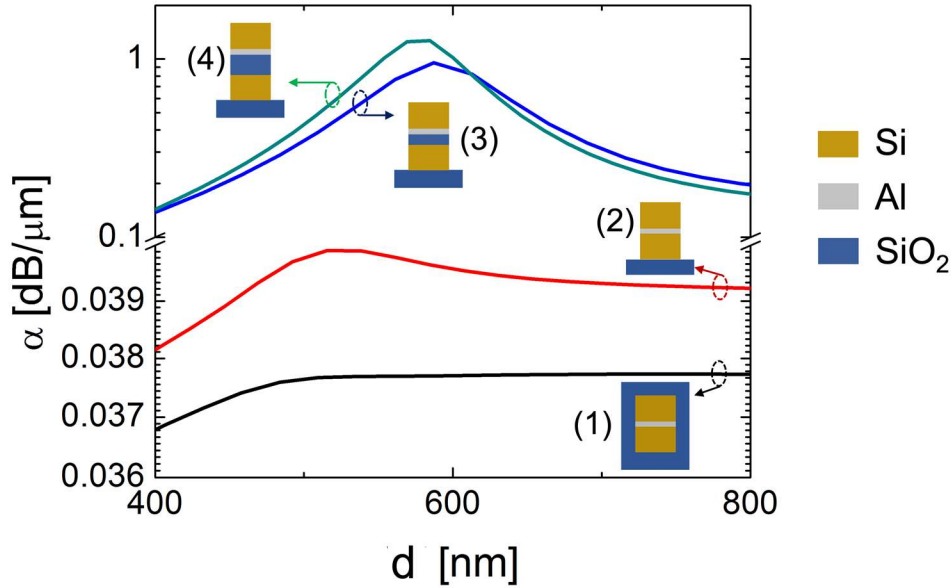 1
(4)
(3)
Si
Al
SiO₂
0.1
(2)
α [dB/μm]
0.039
0.038
0.037
(1)
0.036
400
600
800
d [nm]